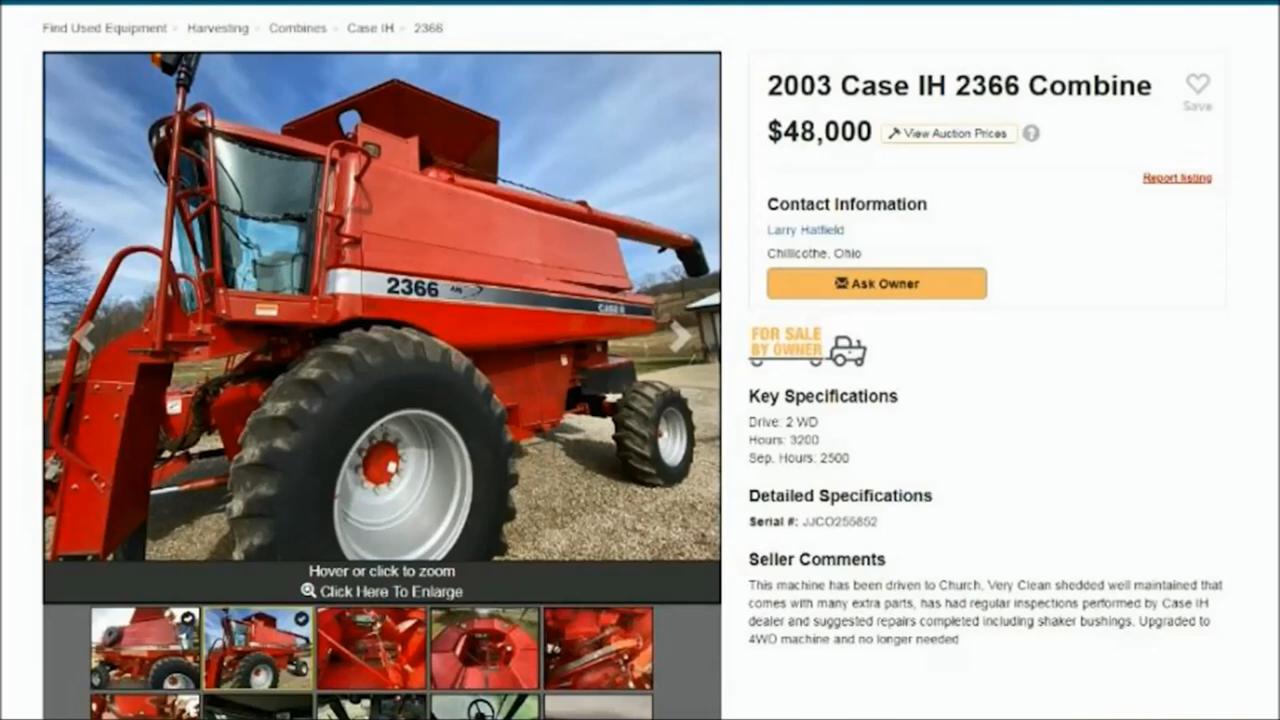 Find Used Equipment Harvesting Combines Case IH 2366
2003 Case IH 2366 Combine
Save
$48,000 View Auction Prices ?
Report listing
Contact Information
Larry Hatfield
Chillicothe, Ohio
Ask Owner
2366
CASE IH
FOR SALE
BY OWNER
Key Specifications
Drive: 2 WD
Hours: 3200
Sep. Hours: 2500
Detailed Specifications
Serial #: JJCO255852
Seller Comments
This machine has been driven to Church, Very Clean shedded well maintained that
comes with many extra parts, has had regular inspections performed by Case IH
dealer and suggested repairs completed including shaker bushings. Upgraded to
4WD machine and no longer needed
Hover or click to zoom
Click Here To Enlarge